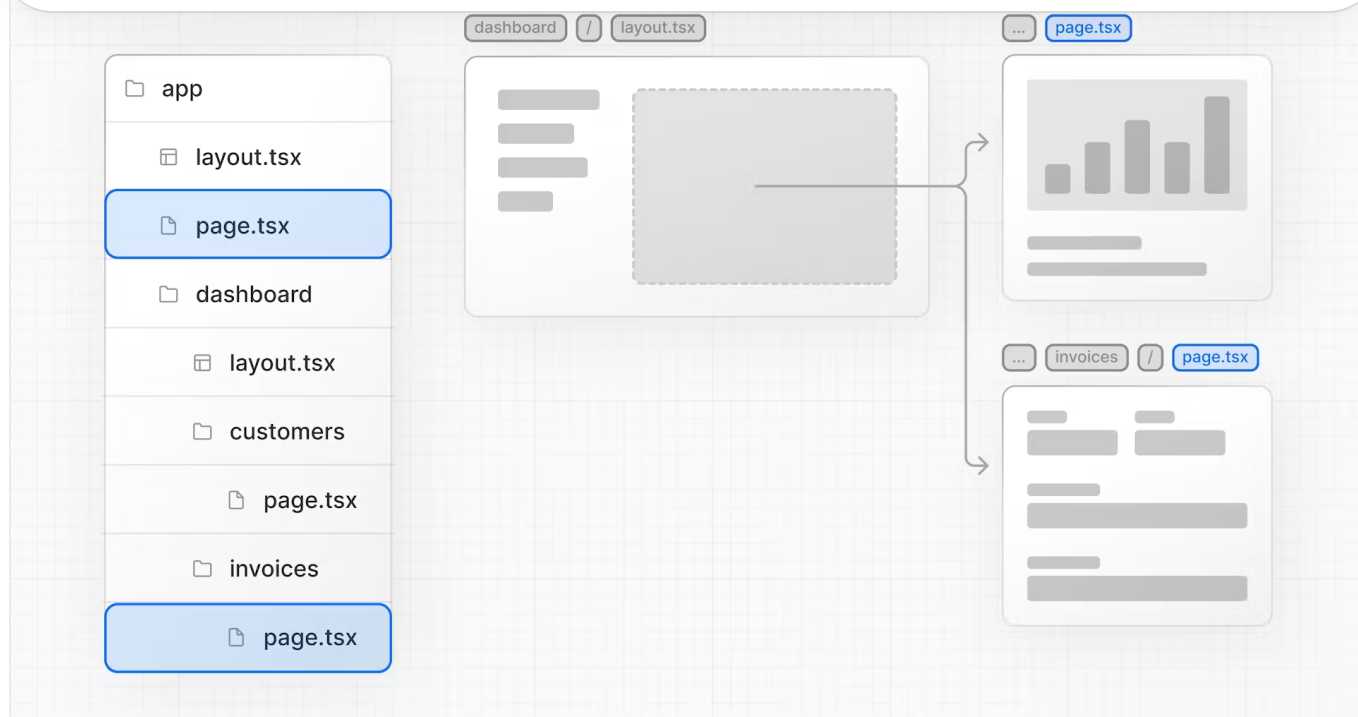 dashboard / layout.tsx
... page.tsx
app
layout.tsx
page.tsx
dashboard
layout.tsx
customers
page.tsx
invoices
page.tsx
... invoices / page.tsx